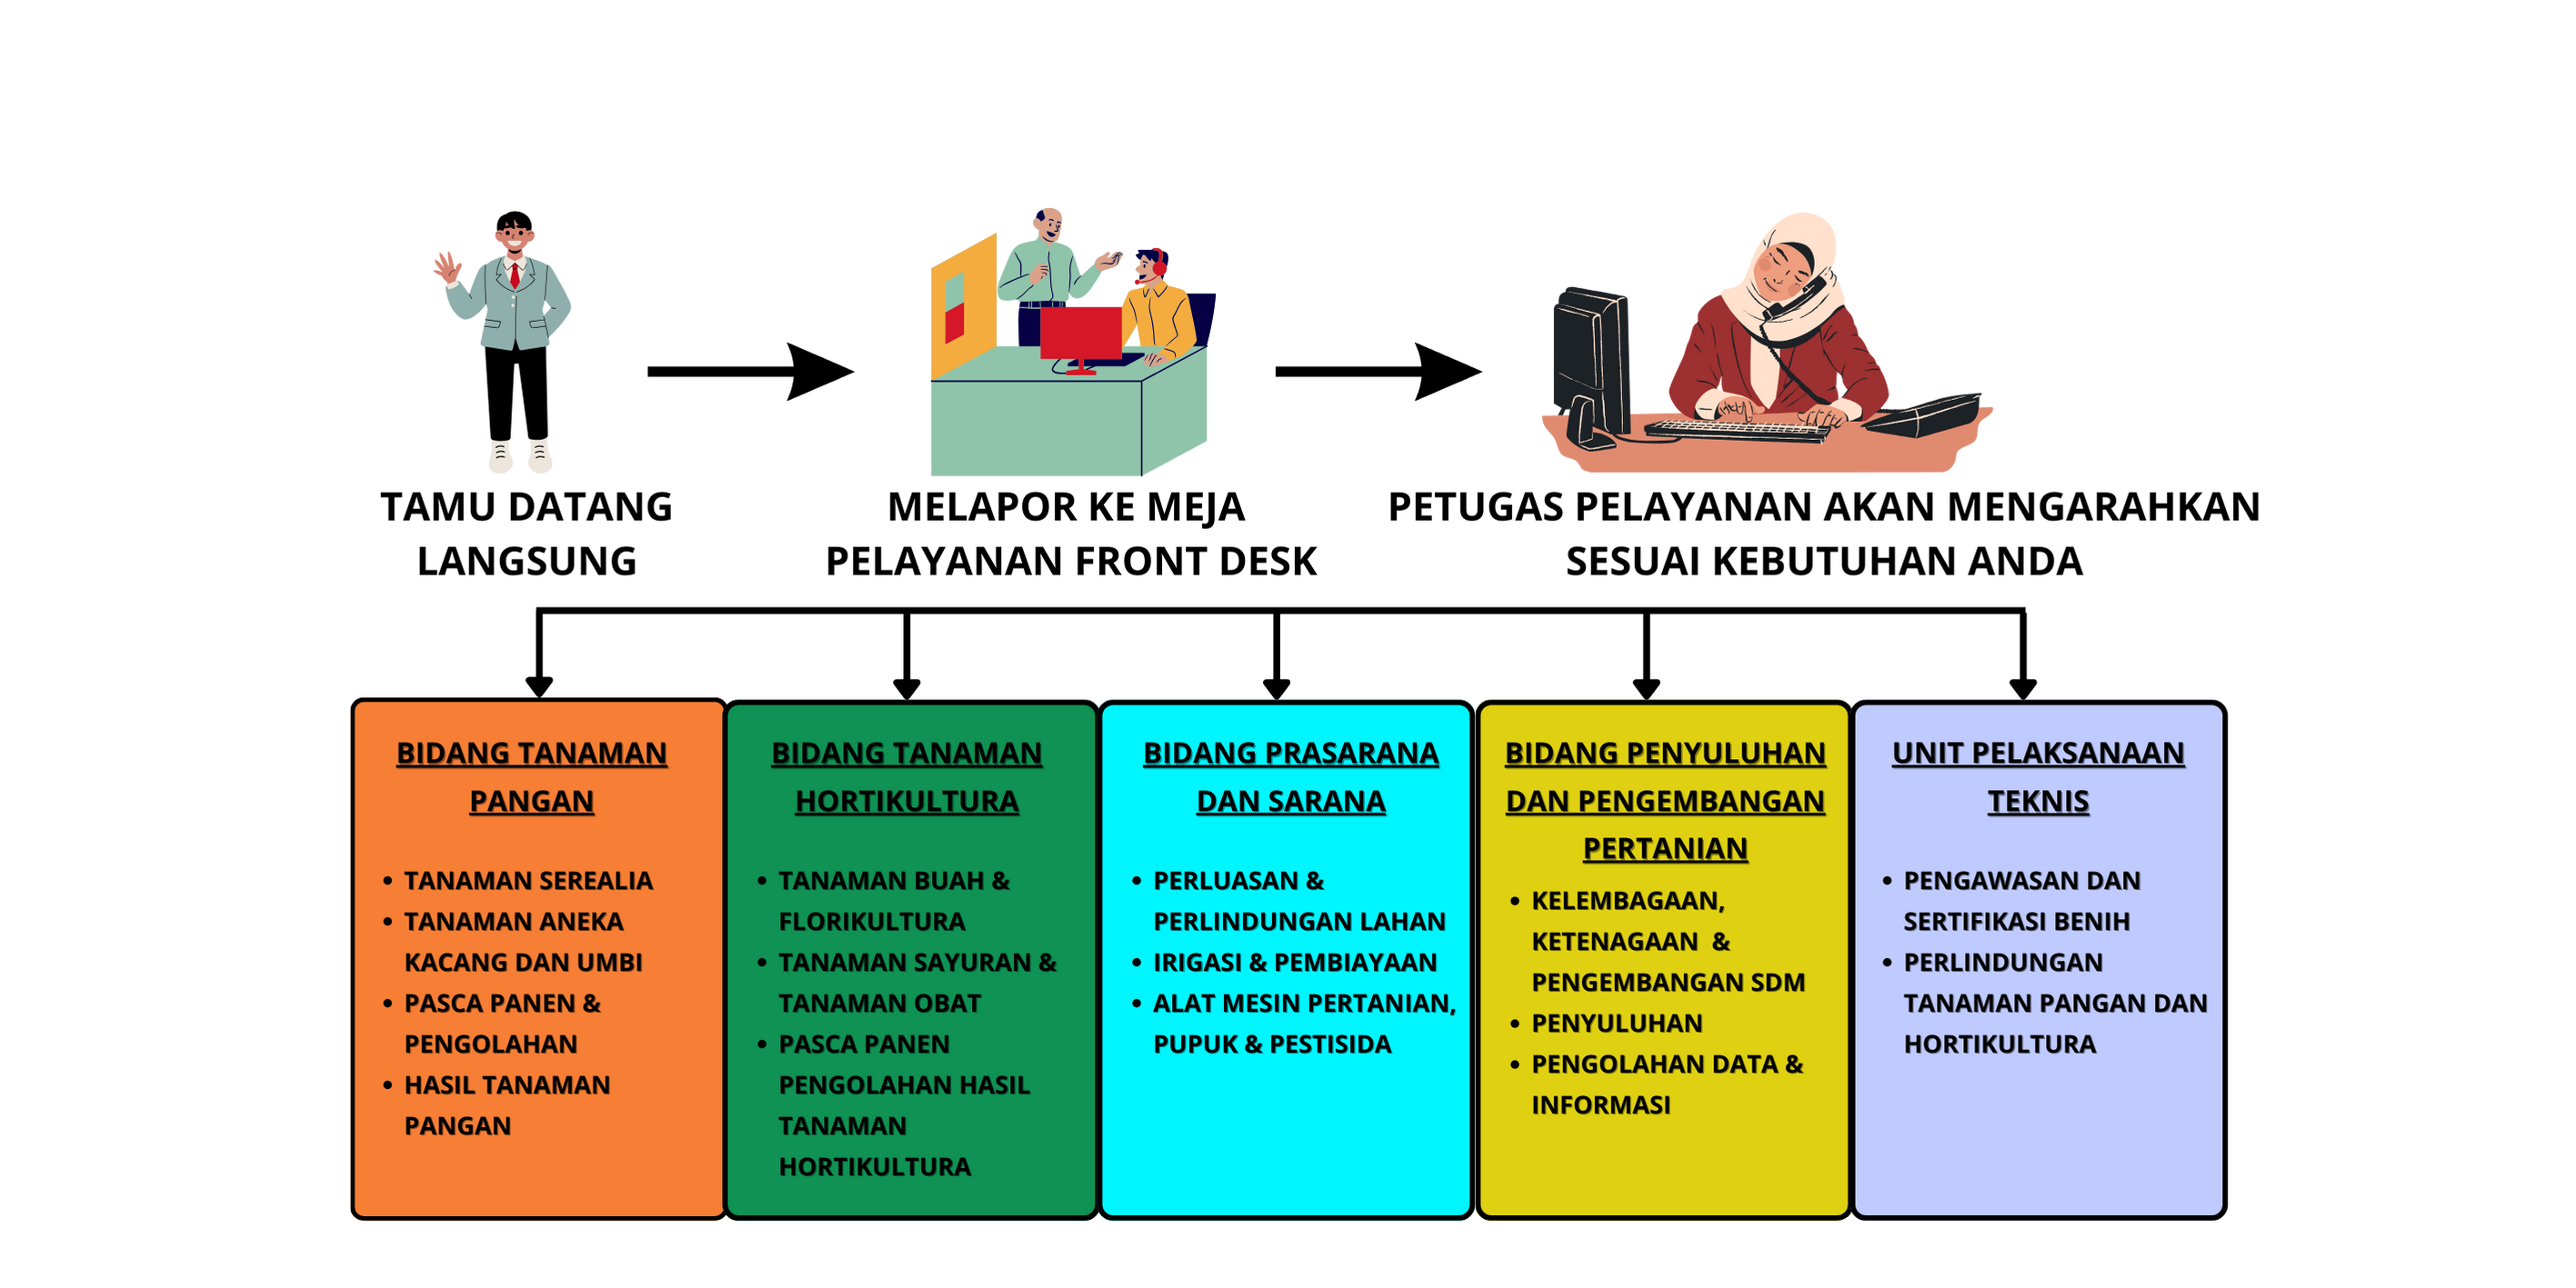 TAMU DATANG
LANGSUNG
MELAPOR KE MEJA
PELAYANAN FRONT DESK
PETUGAS PELAYANAN AKAN MENGARAHKAN
SESUAI KEBUTUHAN ANDA
BIDANG TANAMAN
PANGAN
• TANAMAN SEREALIA
• TANAMAN ANEKA
KACANG DAN UMBI
• PASCA PANEN &
PENGOLAHAN
• HASIL TANAMAN
PANGAN
BIDANG TANAMAN
HORTIKULTURA
• TANAMAN BUAH &
FLORIKULTURA
• TANAMAN SAYURAN &
TANAMAN OBAT
• PASCA PANEN
PENGOLAHAN HASIL
TANAMAN
HORTIKULTURA
BIDANG PRASARANA
DAN SARANA
• PERLUASAN &
PERLINDUNGAN LAHAN
• IRIGASI & PEMBIAYAAN
• ALAT MESIN PERTANIAN,
PUPUK & PESTISIDA
BIDANG PENYULUHAN
DAN PENGEMBANGAN
PERTANIAN
• KELEMBAGAAN,
KETENAGAAN &
PENGEMBANGAN SDM
• PENYULUHAN
• PENGOLAHAN DATA &
INFORMASI
UNIT PELAKSANAAN
TEKNIS
• PENGAWASAN DAN
SERTIFIKASI BENIH
• PERLINDUNGAN
TANAMAN PANGAN DAN
HORTIKULTURA